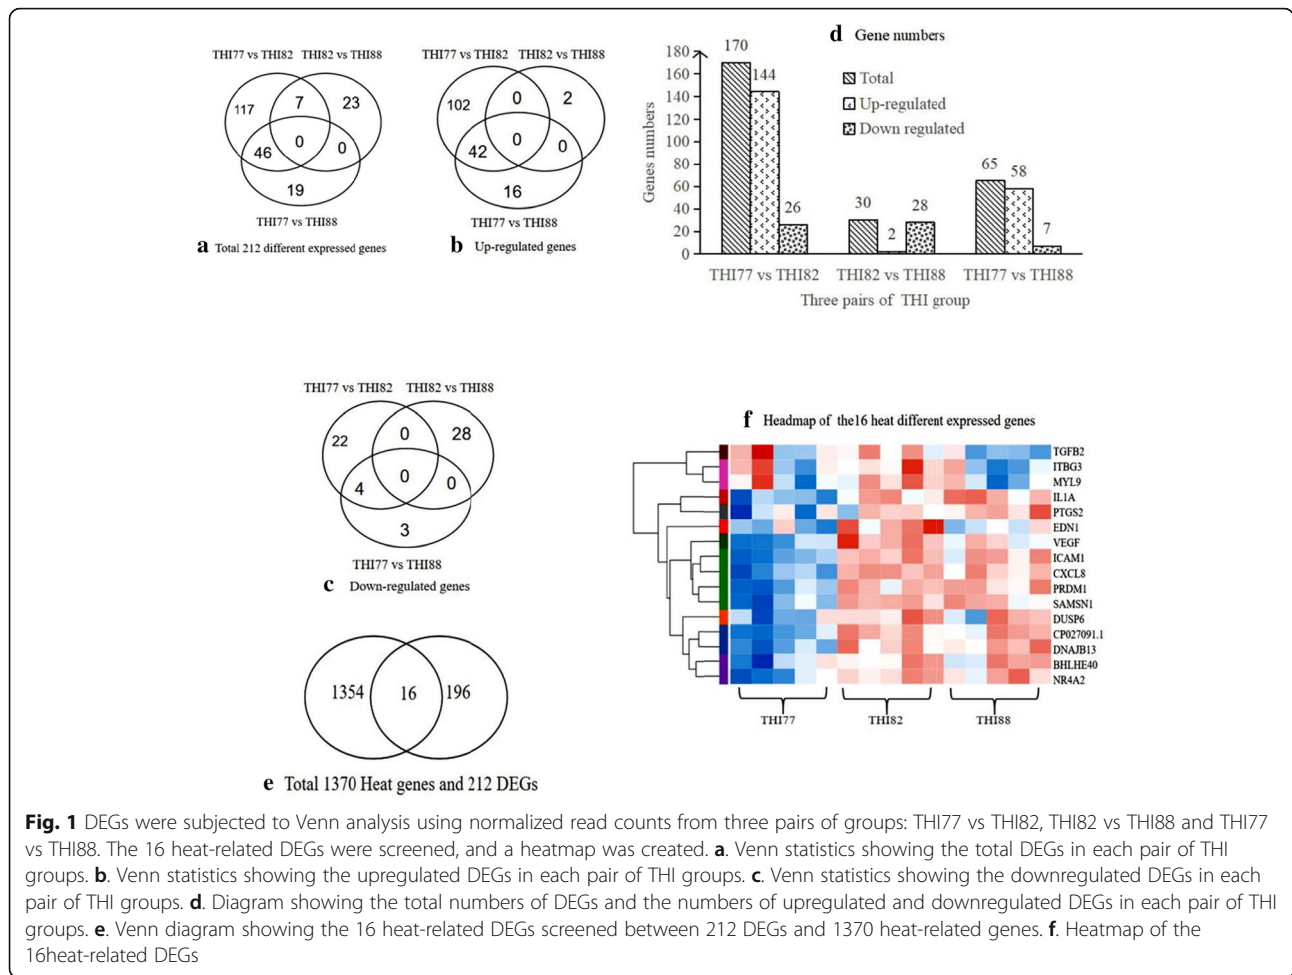 THI77 vs THI82 THI82 vs THI88
117 7 23
46 0 0
19
THI77 vs THI88
a Total 212 different expressed genes
THI77 vs THI82 THI82 vs THI88
102 0 2
42 0 0
16
THI77 vs THI88
b Up-regulated genes
d Gene numbers
Total
Up-regulated
Down regulated
Genes numbers
180
160
140
120
100
80
60
40
20
0
170 144 26
30 2 28
65 58 7
THI77 vs THI82 THI82 vs THI88 THI77 vs THI88
Three pairs of THI group
THI77 vs THI82 THI82 vs THI88
22 0 28
4 0 0
3
THI77 vs THI88
c Down-regulated genes
1354 16 196
e Total 1370 Heat genes and 212 DEGs
f Headmap of the16 heat different expressed genes
TGFB2
ITBG3
MYL9
IL1A
PTGS2
EDN1
VEGF
ICAM1
CXCL8
PRDM1
SAMSN1
DUSP6
CP027091.1
DNAJB13
BHLHE40
NR4A2
THI77 THI82 THI88
Fig. 1 DEGs were subjected to Venn analysis using normalized read counts from three pairs of groups: THI77 vs THI82, THI82 vs THI88 and THI77
vs THI88. The 16 heat-related DEGs were screened, and a heatmap was created. a. Venn statistics showing the total DEGs in each pair of THI
groups. b. Venn statistics showing the upregulated DEGs in each pair of THI groups. c. Venn statistics showing the downregulated DEGs in each
pair of THI groups. d. Diagram showing the total numbers of DEGs and the numbers of upregulated and downregulated DEGs in each pair of THI
groups. e. Venn diagram showing the 16 heat-related DEGs screened between 212 DEGs and 1370 heat-related genes. f. Heatmap of the
16heat-related DEGs